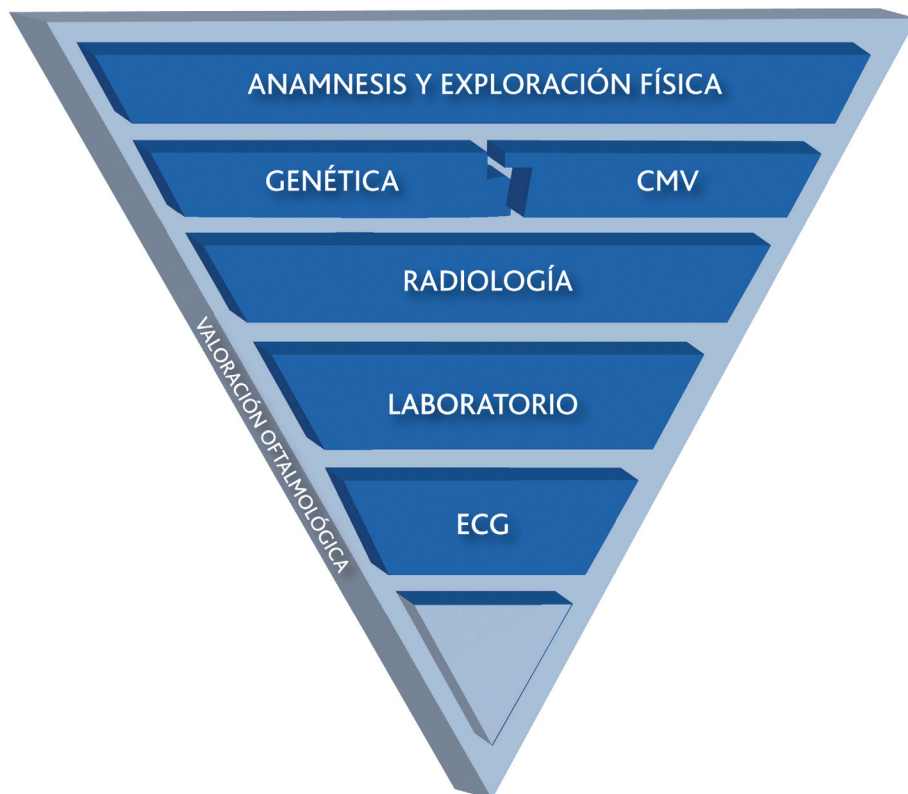 ANAMNESIS Y EXPLORACIÓN FÍSICA
GENÉTICA
CMV
RADIOLOGÍA
LABORATORIO
ECG
VALORACIÓN OFTALMOLÓGICA